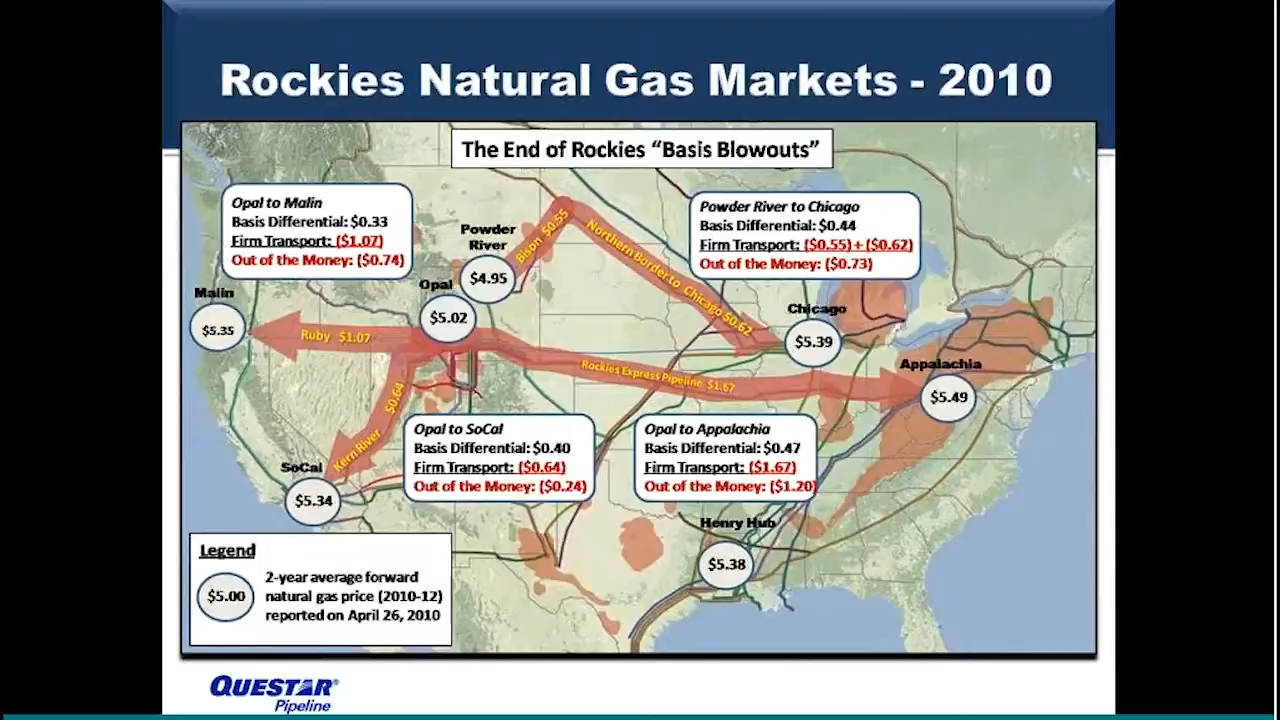 Rockies Natural Gas Markets - 2010
The End of Rockies “Basis Blowouts”
Opal to Malin
Basis Differential: $0.33
Firm Transport: ($1.07)
Out of the Money: ($0.74)
Powder River to Chicago
Basis Differential: $0.44
Firm Transport: ($0.55) + ($0.62)
Out of the Money: ($0.73)
Powder
River
$4.95
Bison $0.55
Northern Border to Chicago $0.62
Opal
$5.02
Malin
$5.35
Ruby $1.07
Chicago
$5.39
Rockies Express Pipeline $1.67
Appalachia
$5.49
Kern River $0.64
Opal to SoCal
Basis Differential: $0.40
Firm Transport: ($0.64)
Out of the Money: ($0.24)
Opal to Appalachia
Basis Differential: $0.47
Firm Transport: ($1.67)
Out of the Money: ($1.20)
SoCal
$5.34
Henry Hub
$5.38
Legend
$5.00
2-year average forward
natural gas price (2010-12)
reported on April 26, 2010
QUESTAR
Pipeline